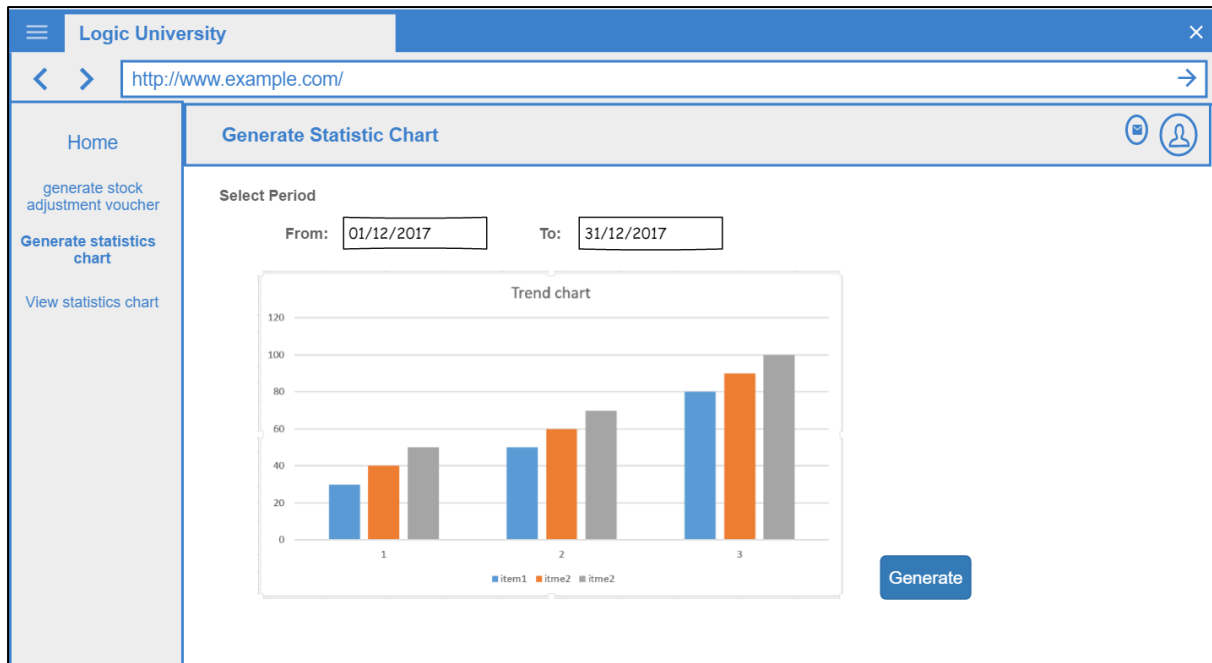 Logic University
http://www.example.com/
Home
generate stock
adjustment voucher
Generate statistics
chart
View statistics chart
Generate Statistic Chart
Select Period
From: 01/12/2017 To: 31/12/2017
Trend chart
120
100
80
60
40
20
0
1 2 3
item1 itme2 itme2
Generate